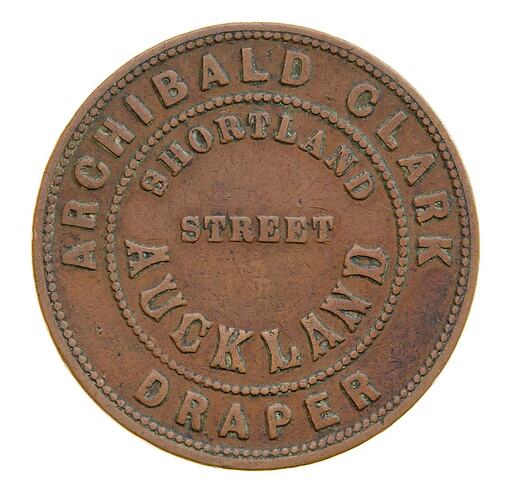 ARCHIBALD CLARK
SHORTLAND
STREET
AUCKLAND
DRAPER